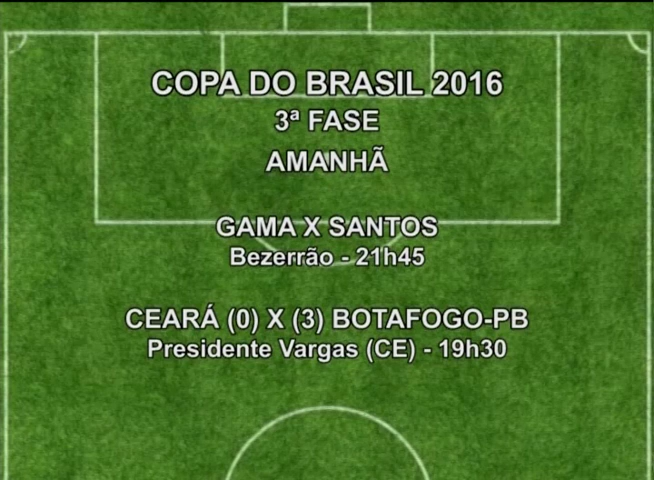 COPA DO BRASIL 2016
3ª FASE
AMANHÃ
GAMA X SANTOS
Bezerrão - 21h45
CEARÁ (0) X (3) BOTAFOGO-PB
Presidente Vargas (CE) - 19h30